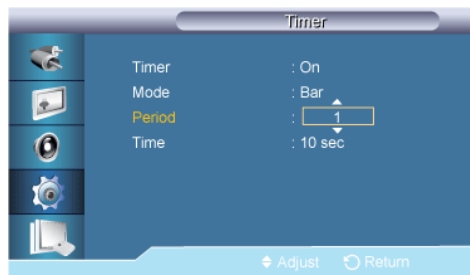 Timer
Timer : On
Mode : Bar
Period : 1
Time : 10 sec
Adjust Return